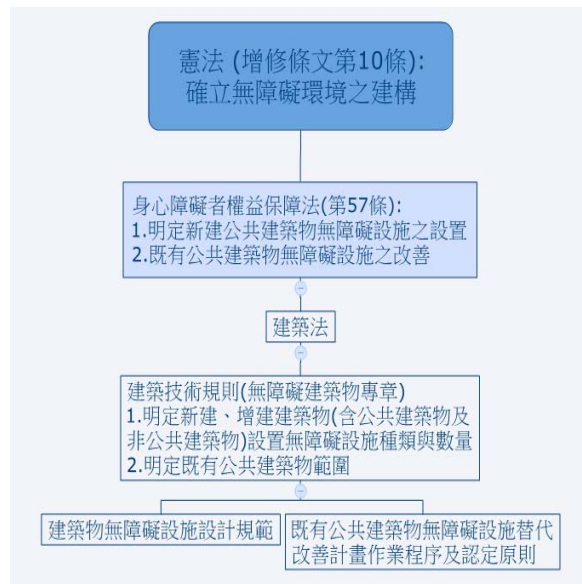 憲法 (增修條文第10條):
確立無障礙環境之建構
身心障礙者權益保障法(第57條):
1.明定新建公共建築物無障礙設施之設置
2.既有公共建築物無障礙設施之改善
建築法
建築技術規則(無障礙建築物專章)
1.明定新建、增建建築物(含公共建築物及
非公共建築物)設置無障礙設施種類與數量
2.明定既有公共建築物範圍
建築物無障礙設施設計規範
既有公共建築物無障礙設施替代
改善計畫作業程序及認定原則